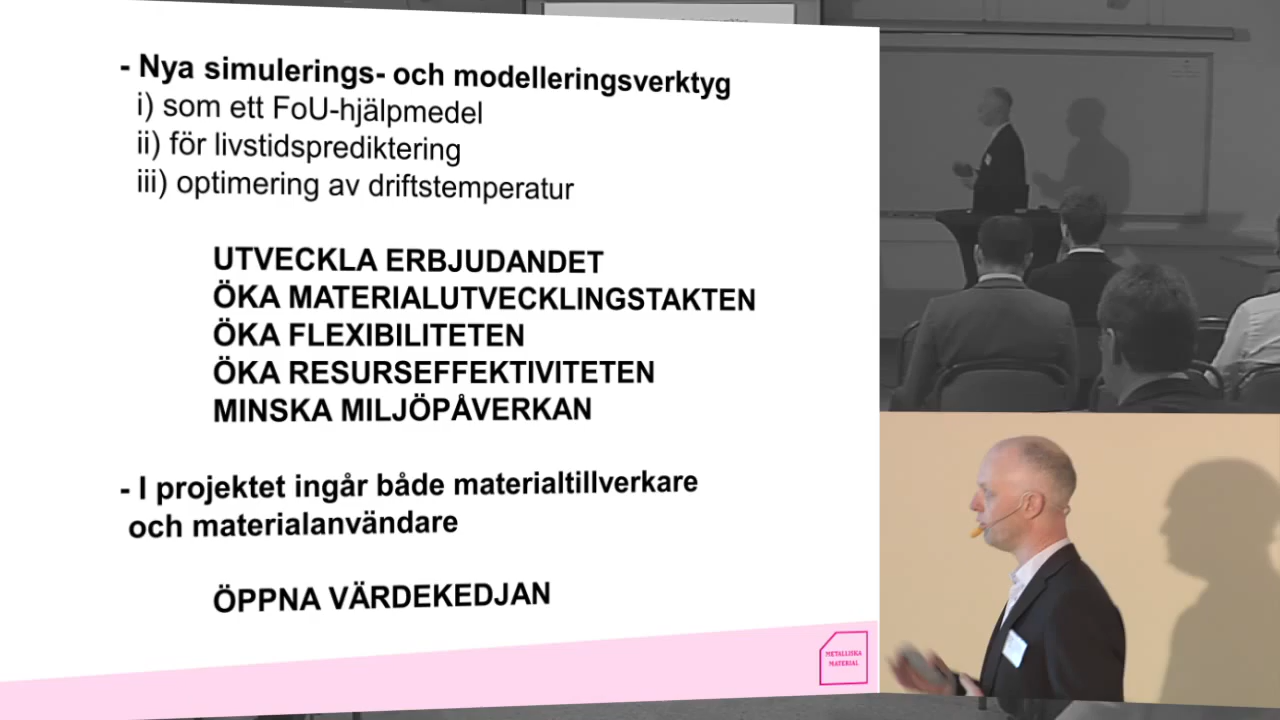 - Nya simulerings- och modelleringsverktyg
i) som ett FoU-hjälpmedel
ii) för livstidsprediktering
iii) optimering av driftstemperatur
UTVECKLA ERBJUDANDET
ÖKA MATERIALUTVECKLINGSTAKTEN
ÖKA FLEXIBILITETEN
ÖKA RESURSEFFEKTIVITETEN
MINSKA MILJÖPÅVERKAN
- I projektet ingår både materialtillverkare
och materialanvändare
ÖPPNA VÄRDEKEDJAN
METALLISKA
MATERIAL